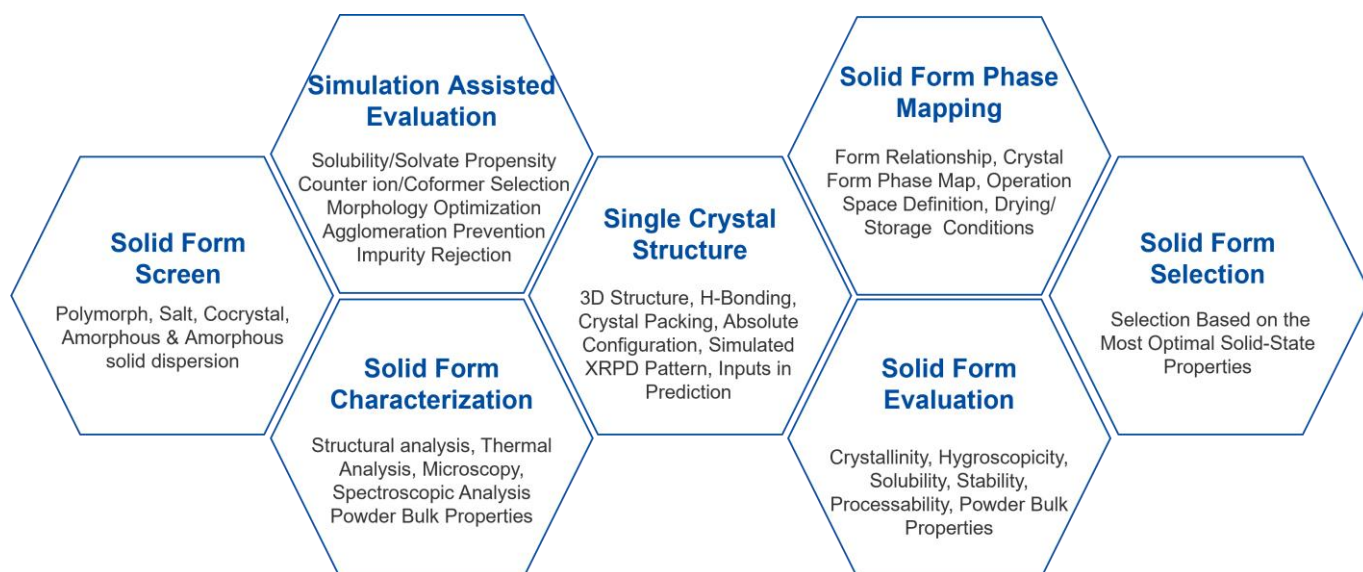 Solid Form
Screen
Polymorph, Salt, Cocrystal,
Amorphous & Amorphous
solid dispersion
Simulation Assisted
Evaluation
Solubility/Solvate Propensity
Counter ion/Coformer Selection
Morphology Optimization
Agglomeration Prevention
Impurity Rejection
Solid Form
Characterization
Structural analysis, Thermal
Analysis, Microscopy,
Spectroscopic Analysis
Powder Bulk Properties
Single Crystal
Structure
3D Structure, H-Bonding,
Crystal Packing, Absolute
Configuration, Simulated
XRPD Pattern, Inputs in
Prediction
Solid Form Phase
Mapping
Form Relationship, Crystal
Form Phase Map, Operation
Space Definition, Drying/
Storage Conditions
Solid Form
Evaluation
Crystallinity, Hygroscopicity,
Solubility, Stability,
Processability, Powder Bulk
Properties
Solid Form
Selection
Selection Based on the
Most Optimal Solid-State
Properties